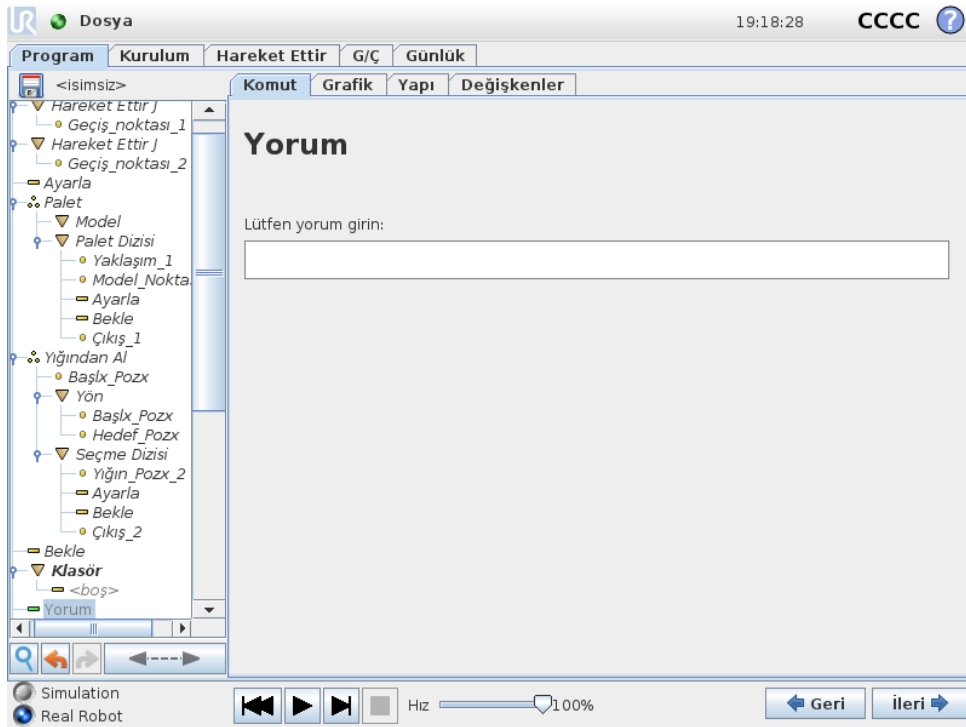 Dosya 19:18:28 CCCC ?
Program Kurulum Hareket Ettir G/Ç Günlük
<isimsiz>
Komut Grafik Yapı Değişkenler
Hareket Ettir J
Geçiş_noktası_1
Hareket Ettir J
Geçiş_noktası_2
Ayarla
Palet
Model
Palet Dizisi
Yaklaşım_1
Model_Nokta
Ayarla
Bekle
Çıkış_1
Yığından Al
Başlx_Pozx
Yön
Başlx_Pozx
Hedef_Pozx
Seçme Dizisi
Yığın_Pozx_2
Ayarla
Bekle
Çıkış_2
Bekle
Klasör
<boş>
Yorum
Yorum
Lütfen yorum girin:
Simulation
Real Robot
Hız 100%
Geri İleri